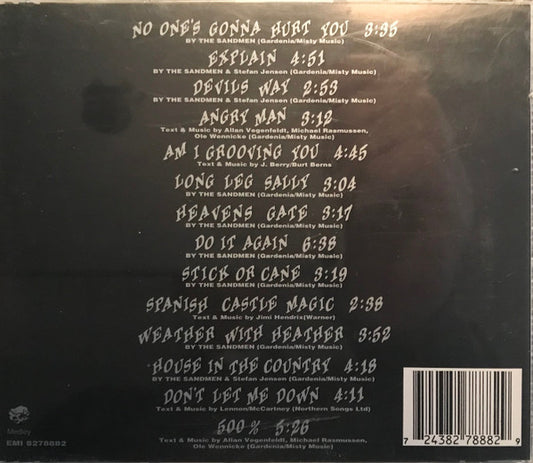 NO ONE'S GONNA HURT YOU 3:35
BY THE SANDMEN (Gardenia/Misty Music)
EXPLAIN 4:51
BY THE SANDMEN & Stefan Jensen (Gardenia/Misty Music)
DEVILS WAY 2:53
BY THE SANDMEN (Gardenia/Misty Music)
ANGRY MAN 3:12
Text & Music by Allan Vegenfeldt, Michael Rasmussen,
Ole Wennicke (Gardenia/Misty Music)
AM I GROOVING YOU 4:45
Text & Music by J. Berry/Burt Berns
LONG LEG SALLY 3:04
BY THE SANDMEN (Gardenia/Misty Music)
HEAVENS GATE 3:17
BY THE SANDMEN (Gardenia/Misty Music)
DO IT AGAIN 6:38
BY THE SANDMEN (Gardenia/Misty Music)
STICK OR CANE 3:19
BY THE SANDMEN (Gardenia/Misty Music)
SPANISH CASTLE MAGIC 2:38
Text & Music by Jimi Hendrix(Warner)
WEATHER WITH HEATHER 3:52
BY THE SANDMEN (Gardenia/Misty Music)
HOUSE IN THE COUNTRY 4:18
BY THE SANDMEN & Stefan Jensen (Gardenia/Misty Music)
DON'T LET ME DOWN 4:11
Text & Music by Lennon/McCartney (Northern Songs Ltd)
500 % 5:26
Text & Music by Allan Vegenfeldt, Michael Rasmussen,
Ole Wennicke (Gardenia/Misty Music)
Medley
EMI 8278882
7 24382 78882 9